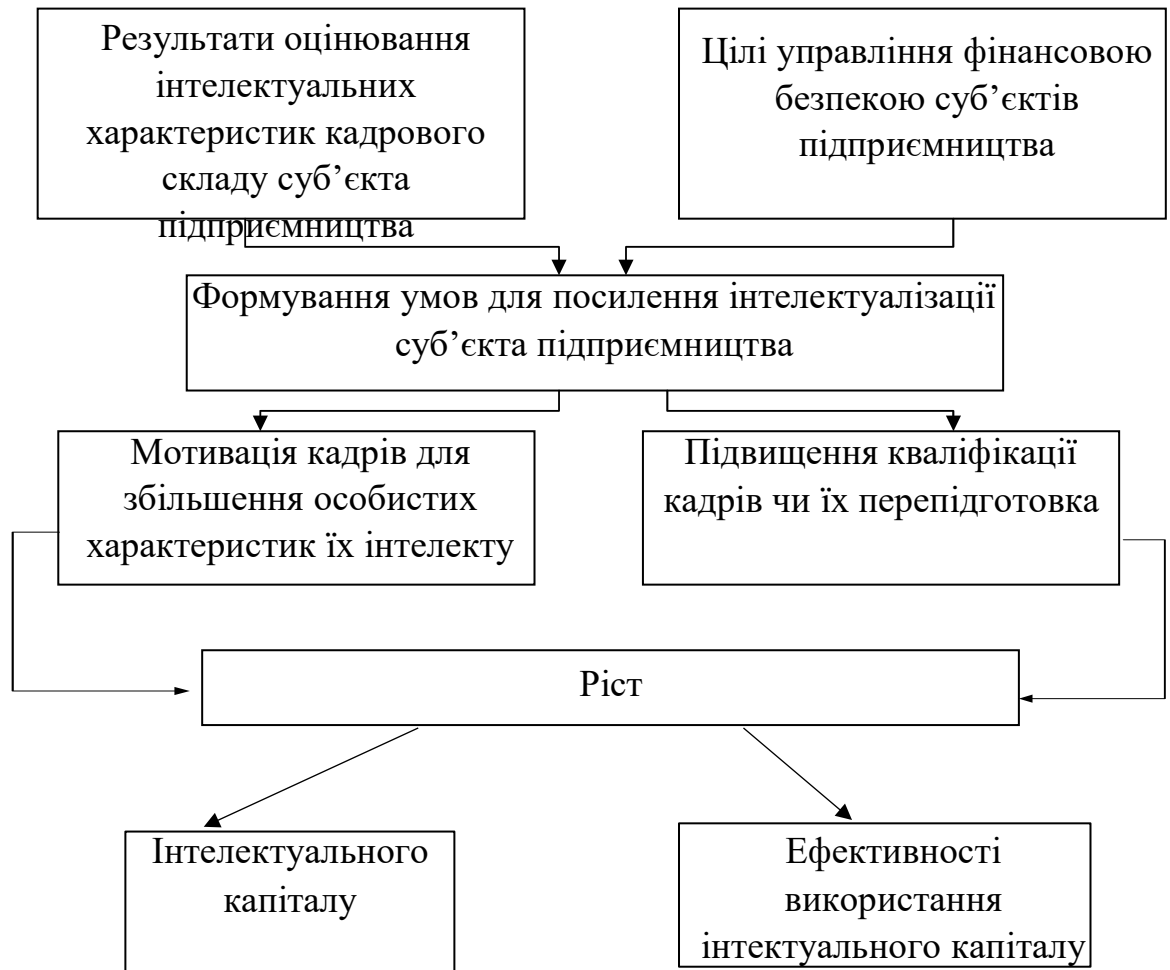 Результати оцінювання
інтелектуальних
характеристик кадрового
складу суб’єкта
підприємництва
Цілі управління фінансовою
безпекою суб’єктів
підприємництва
Формування умов для посилення інтелектуалізації
суб’єкта підприємництва
Мотивація кадрів для
збільшення особистих
характеристик їх інтелекту
Підвищення кваліфікації
кадрів чи їх перепідготовка
Ріст
Інтелектуального
капіталу
Ефективності
використання
інтектуального капіталу